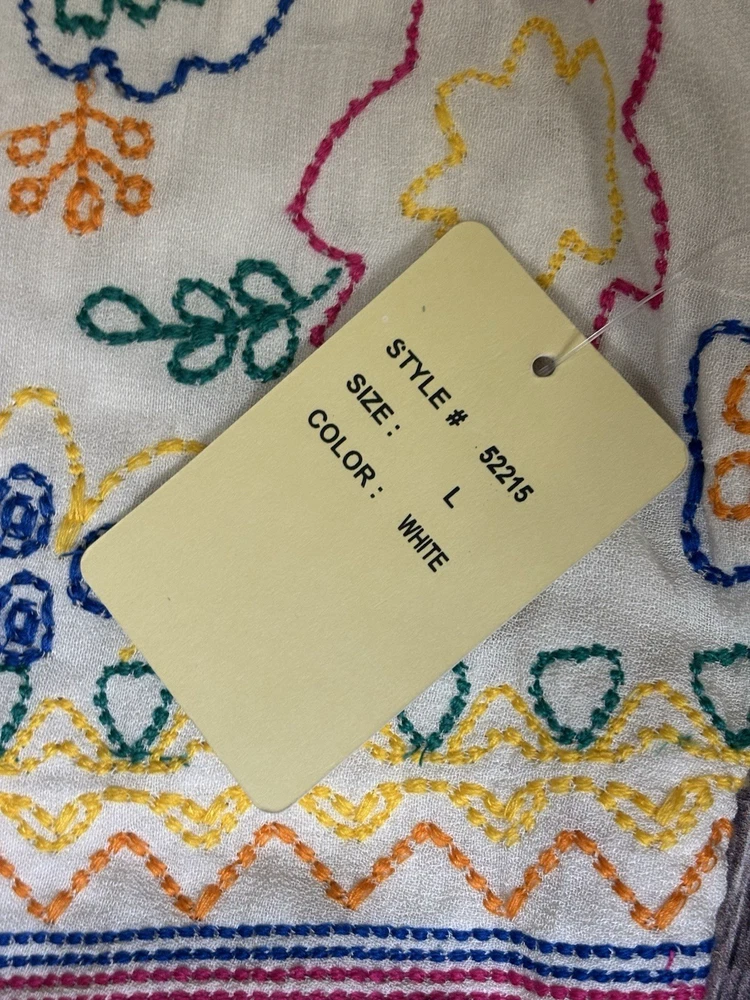 STYLE # 52215
SIZE : L
COLOR : WHITE